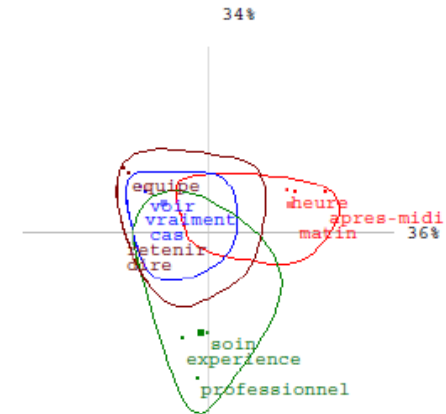 34%
equipe
voir
heure
vraiment
apres-midi
cas
matin
36%
retenir
dire
soin
experience
professionnel